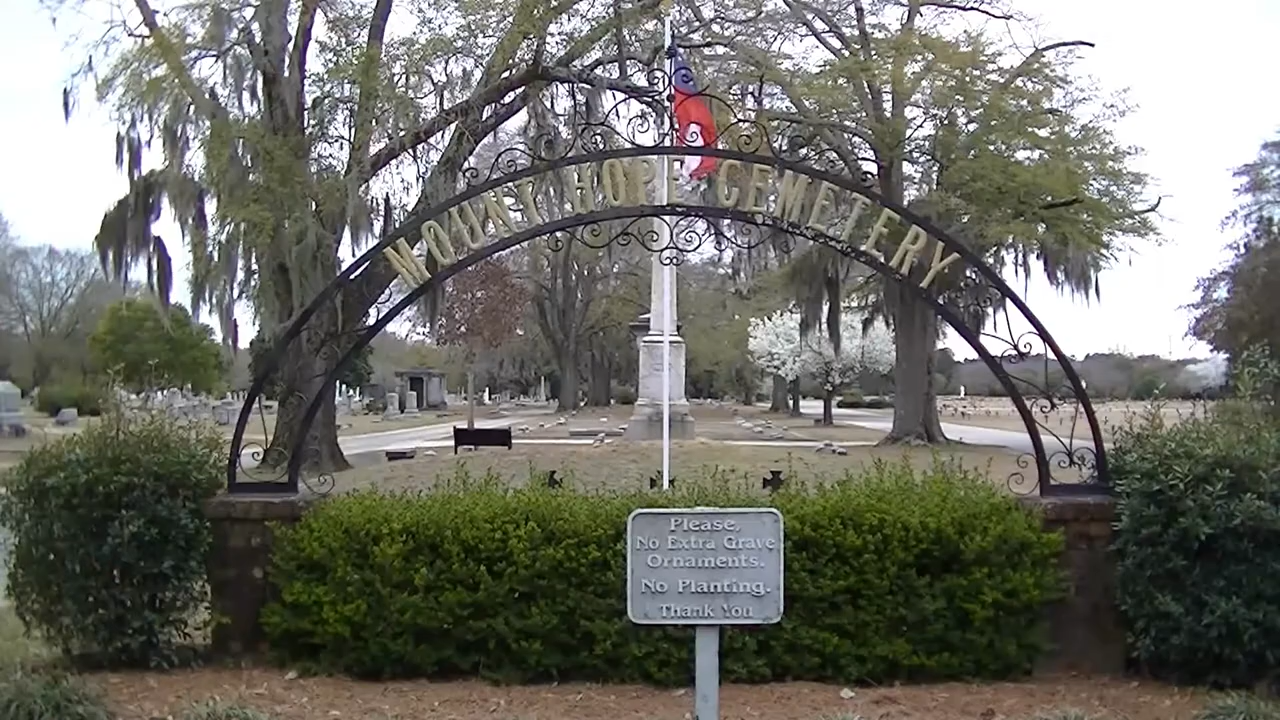 MOUNT HOPE CEMETERY
Please,
No Extra Grave
Ornaments.
No Planting.
Thank You